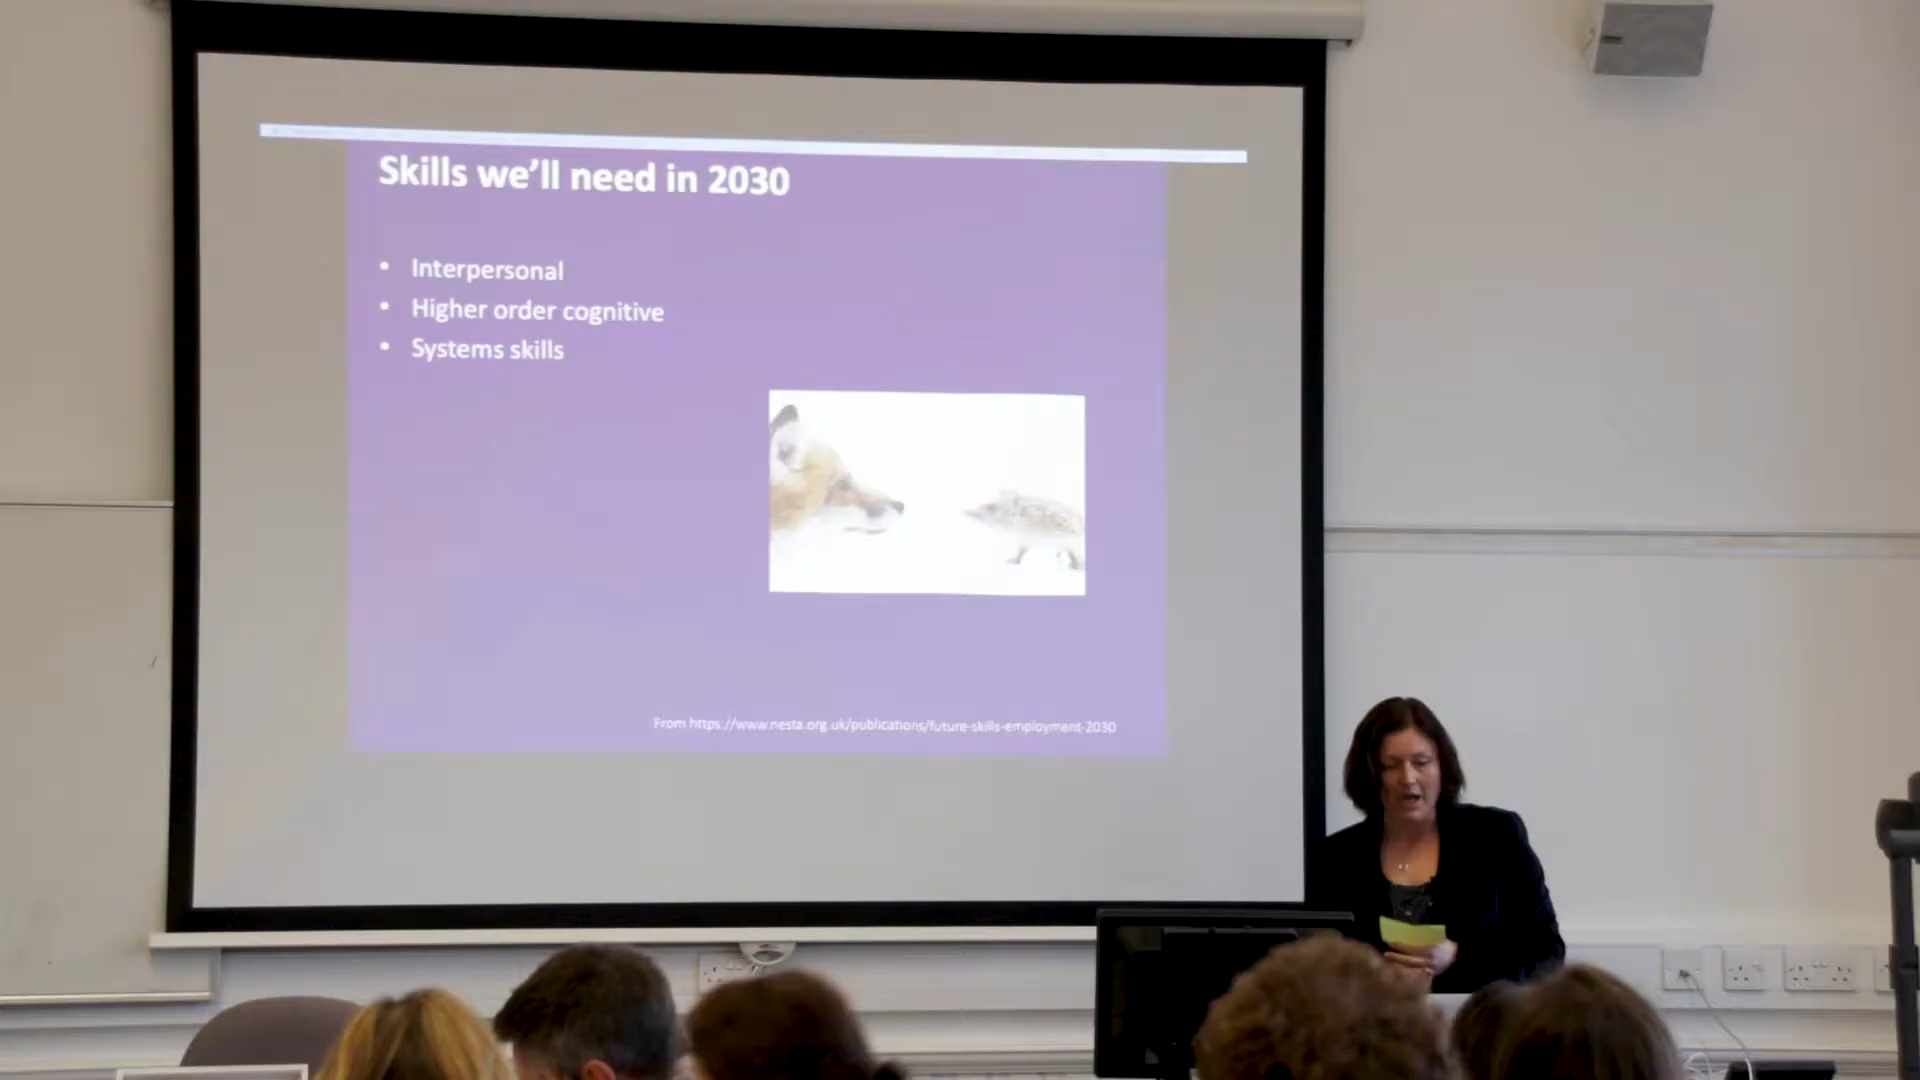 Skills we'll need in 2030
• Interpersonal
• Higher order cognitive
• Systems skills
From https://www.nesta.org.uk/publications/future-skills-employment-2030